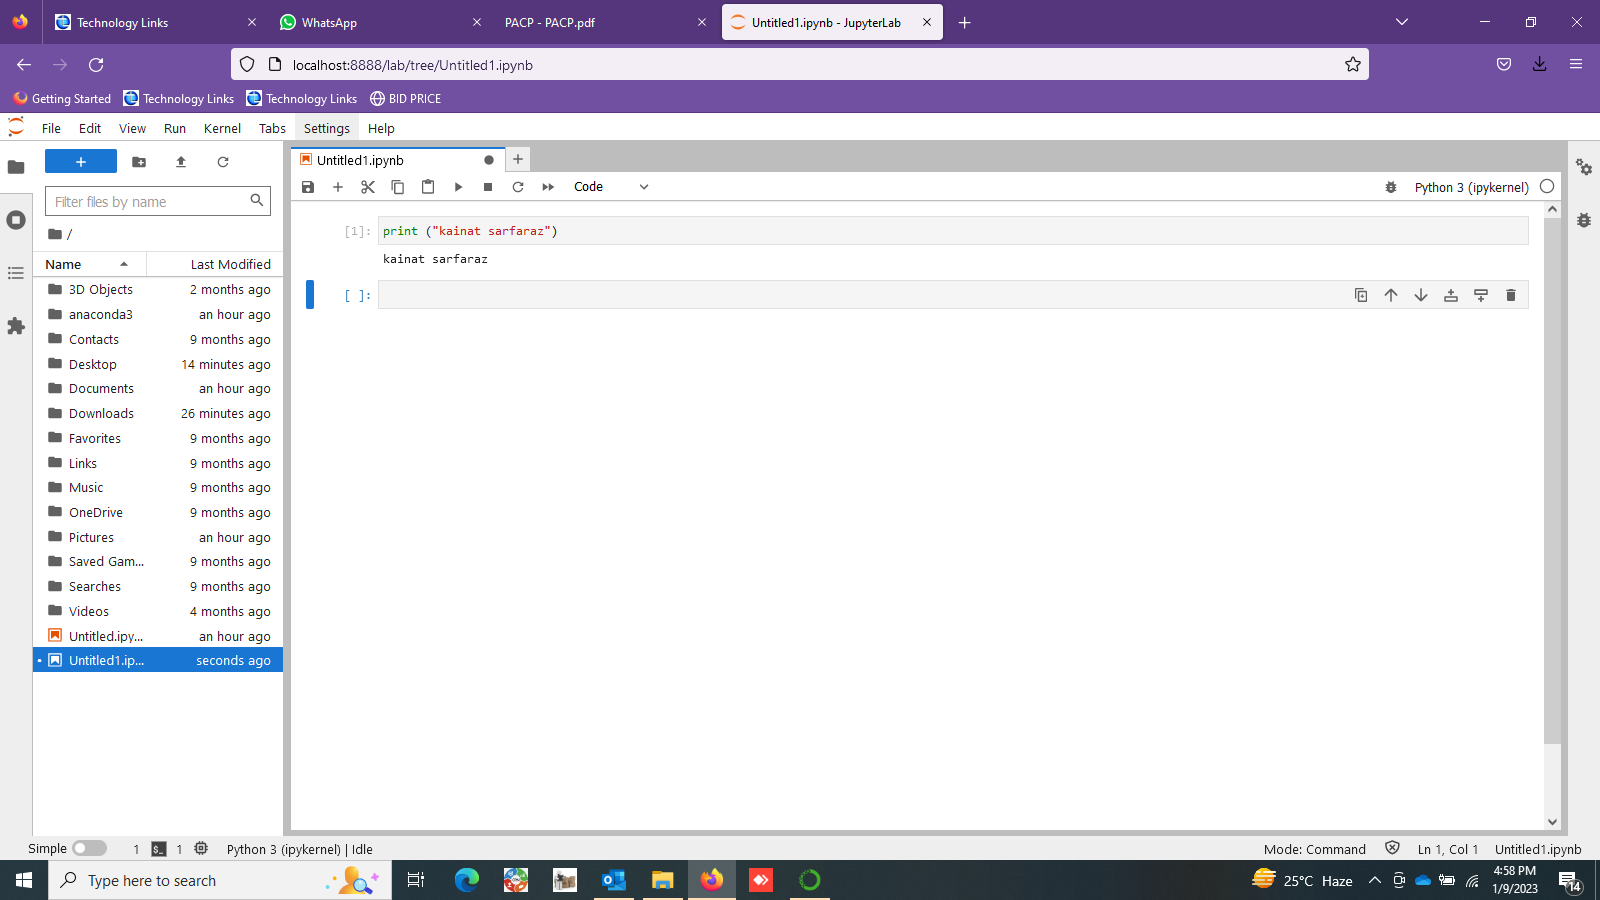 Technology Links
WhatsApp
PACP - PACP.pdf
Untitled1.ipynb - JupyterLab
localhost:8888/lab/tree/Untitled1.ipynb
Getting Started
Technology Links
Technology Links
BID PRICE
File
Edit
View
Run
Kernel
Tabs
Settings
Help
Untitled1.ipynb
Filter files by name
/
Code
Python 3 (ipykernel)
Name
Last Modified
3D Objects 2 months ago
anaconda3 an hour ago
Contacts 9 months ago
Desktop 14 minutes ago
Documents an hour ago
Downloads 26 minutes ago
Favorites 9 months ago
Links 9 months ago
Music 9 months ago
OneDrive 9 months ago
Pictures an hour ago
Saved Gam... 9 months ago
Searches 9 months ago
Videos 4 months ago
Untitled.ipy... an hour ago
Untitled1.ip... seconds ago
[1]: print ("kainat sarfaraz")
kainat sarfaraz
[ ]:
Simple
1
$_
1
Python 3 (ipykernel) | Idle
Mode: Command
Ln 1, Col 1
Untitled1.ipynb
Type here to search
25°C Haze
4:58 PM
1/9/2023
14